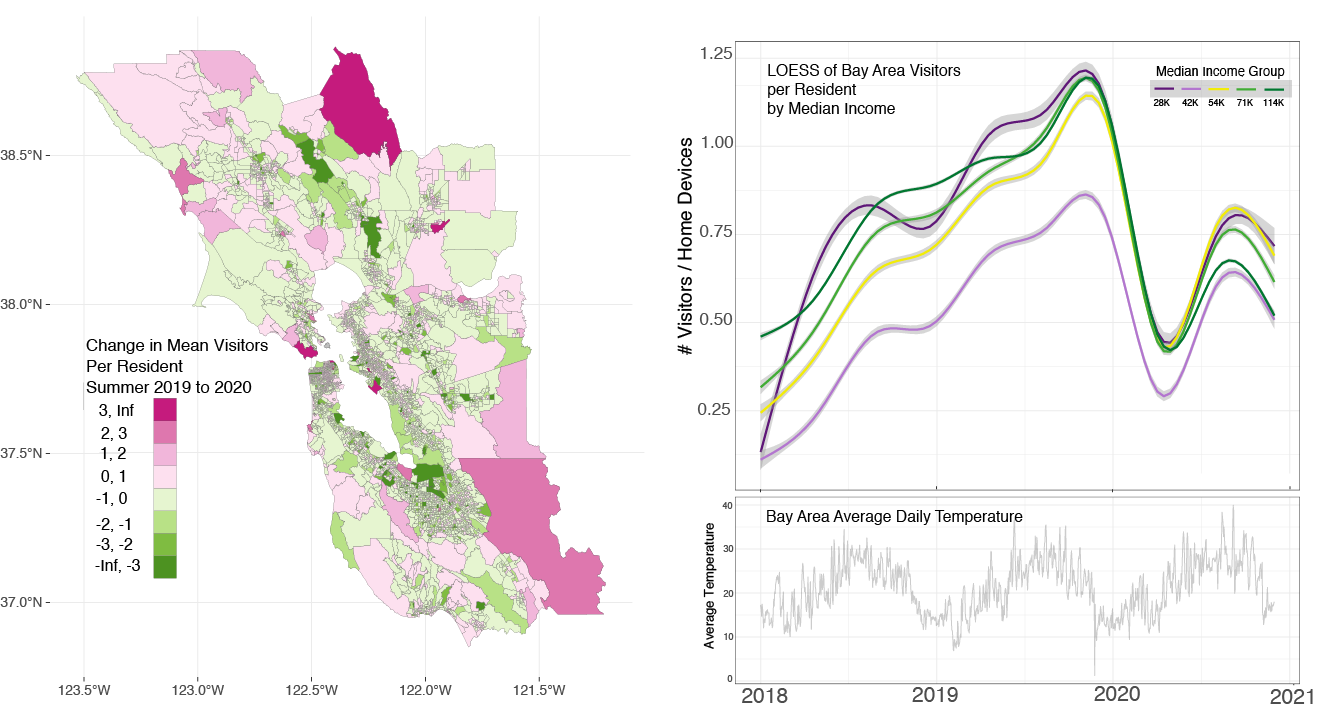 38.5°N
38.0°N
37.5°N
37.0°N
123.5°W
123.0°W
122.5°W
122.0°W
121.5°W
Change in Mean Visitors
Per Resident
Summer 2019 to 2020
3, Inf
2, 3
1, 2
0, 1
-1, 0
-2, -1
-3, -2
-Inf, -3
LOESS of Bay Area Visitors
per Resident
by Median Income
Median Income Group
28K 42K 54K 71K 114K
# Visitors / Home Devices
1.25
1.00
0.75
0.50
0.25
Bay Area Average Daily Temperature
Average Temperature
40
30
20
10
0
2018
2019
2020
2021